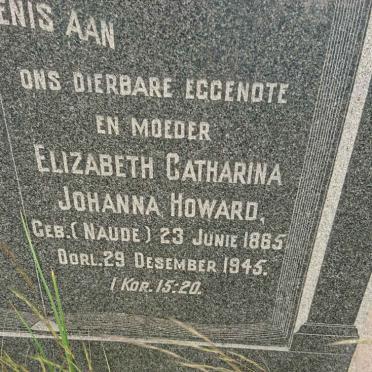 ENIS AAN
ONS DIERBARE EGGENOTE
EN MOEDER
ELIZABETH CATHARINA
JOHANNA HOWARD,
GEB. (NAUDE) 23 JUNIE 1865
OORL. 29 DESEMBER 1945.
1 KOR. 15:20.